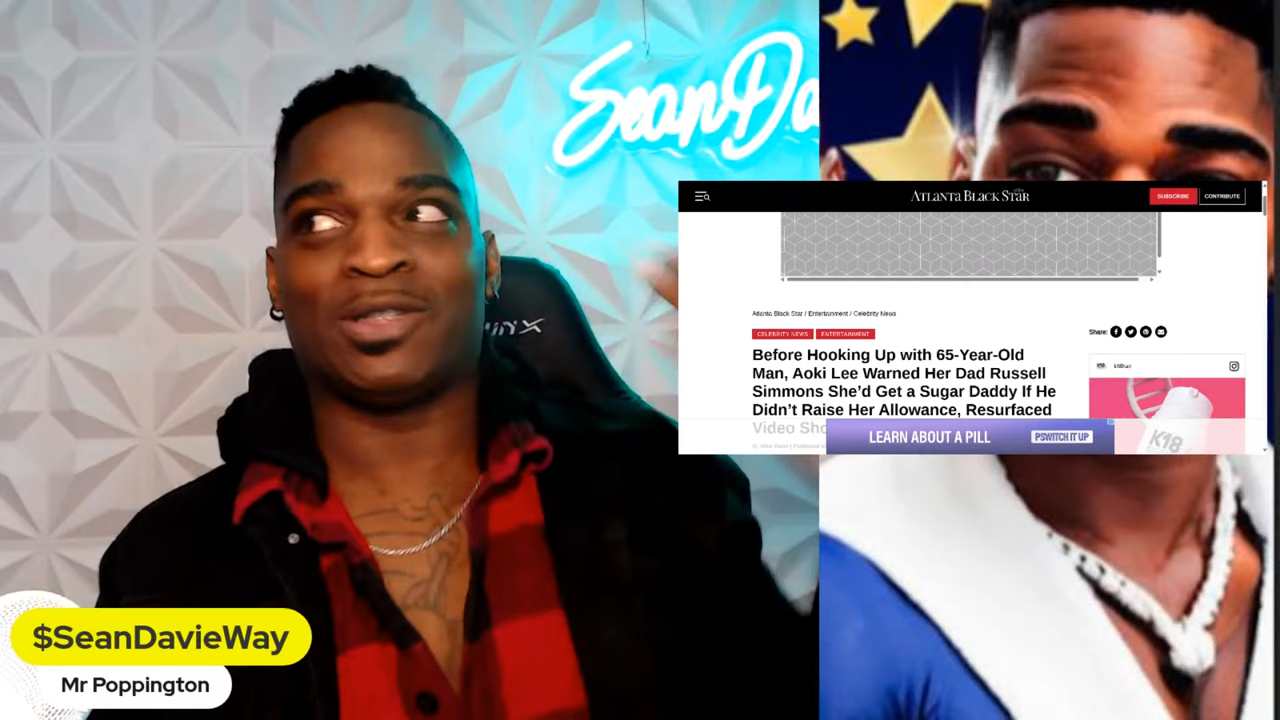 SeanDa
ATLANTA BLACK STAR
SUBSCRIBE
CONTRIBUTE
Atlanta Black Star / Entertainment / Celebrity News
CELEBRITY NEWS
ENTERTAINMENT
Share:
Before Hooking Up with 65-Year-Old
Man, Aoki Lee Warned Her Dad Russell
Simmons She'd Get a Sugar Daddy If He
Didn't Raise Her Allowance, Resurfaced
Video Sho
K18
LEARN ABOUT A PILL
PSWITCH IT UP
$SeanDavieWay
Mr Poppington